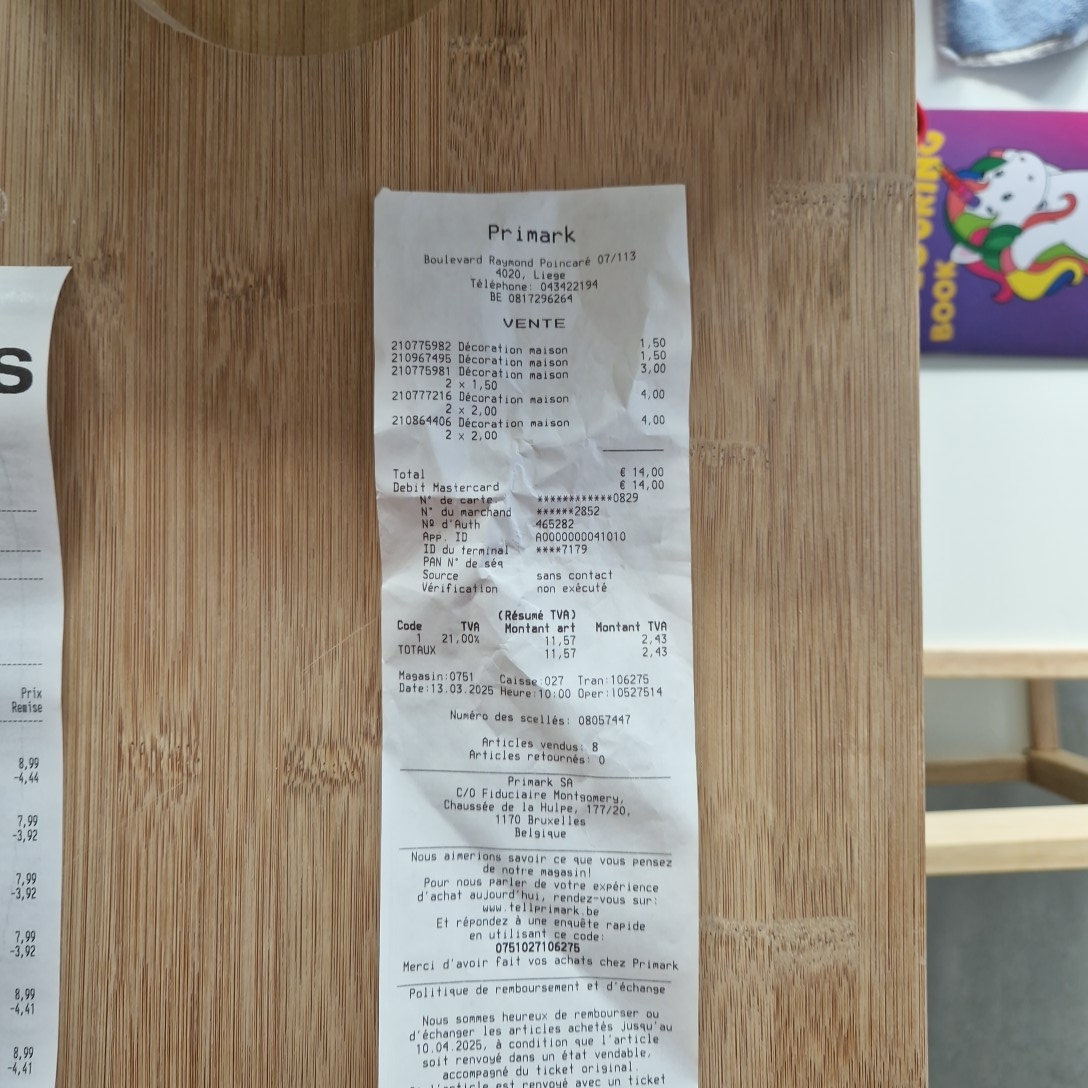 Primark
Boulevard Raymond Poincaré 07/113
4020, Liege
Téléphone: 043422194
BE 0817296264
VENTE
210775982 Décoration maison 1,50
210967495 Décoration maison 1,50
210775981 Décoration maison 3,00
2 x 1,50
210777216 Décoration maison 4,00
2 x 2,00
210864406 Décoration maison 4,00
2 x 2,00
Total € 14,00
Debit Mastercard € 14,00
N° de carte. ************0829
N° du marchand ******2852
Nº d'Auth 465282
App. ID A0000000041010
ID du terminal ****7179
PAN N° de séq
Source sans contact
Vérification non exécuté
(Résumé TVA)
Code TVA Montant art Montant TVA
1 21,00% 11,57 2,43
TOTAUX 11,57 2,43
Magasin:0751 Caisse:027 Tran:106275
Date:13.03.2025 Heure:10:00 Oper:10527514
Numéro des scellés: 08057447
Articles vendus: 8
Articles retournés: 0
Primark SA
C/O Fiduciaire Montgomery,
Chaussée de la Hulpe, 177/20,
1170 Bruxelles
Belgique
Nous aimerions savoir ce que vous pensez
de notre magasin!
Pour nous parler de votre expérience
d'achat aujourd'hui, rendez-vous sur:
www.tellprimark.be
Et répondez à une enquête rapide
en utilisant ce code:
0751027106275
Merci d'avoir fait vos achats chez Primark
Politique de remboursement et d'échange
Nous sommes heureux de rembourser ou
d'échanger les articles achetés jusqu'au
10.04.2025, à condition que l'article
soit renvoyé dans un état vendable,
accompagné du ticket original.
est renvoyé avec un ticket
S
Prix
Remise
8,99
-4,44
7,99
-3,92
7,99
-3,92
7,99
-3,92
8,99
-4,41
8,99
-4,41
BOOK